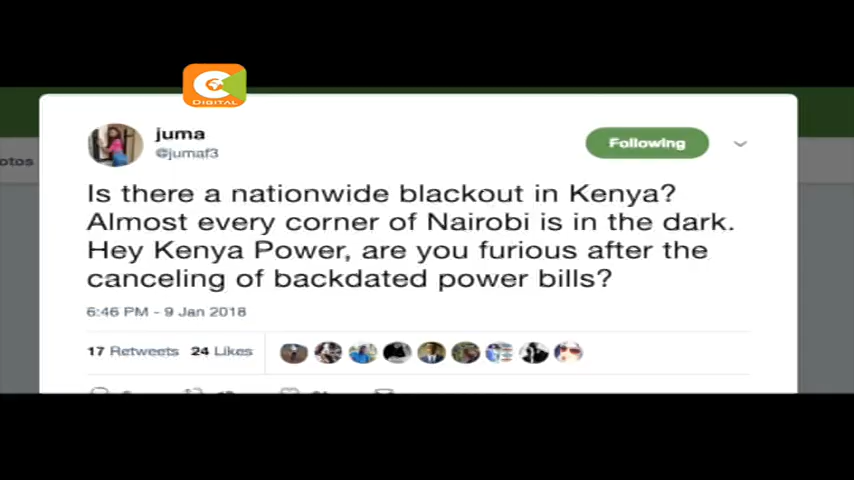 DIGITAL
juma
@jumaf3
Following
otos
Is there a nationwide blackout in Kenya?
Almost every corner of Nairobi is in the dark.
Hey Kenya Power, are you furious after the
canceling of backdated power bills?
6:46 PM - 9 Jan 2018
17 Retweets 24 Likes